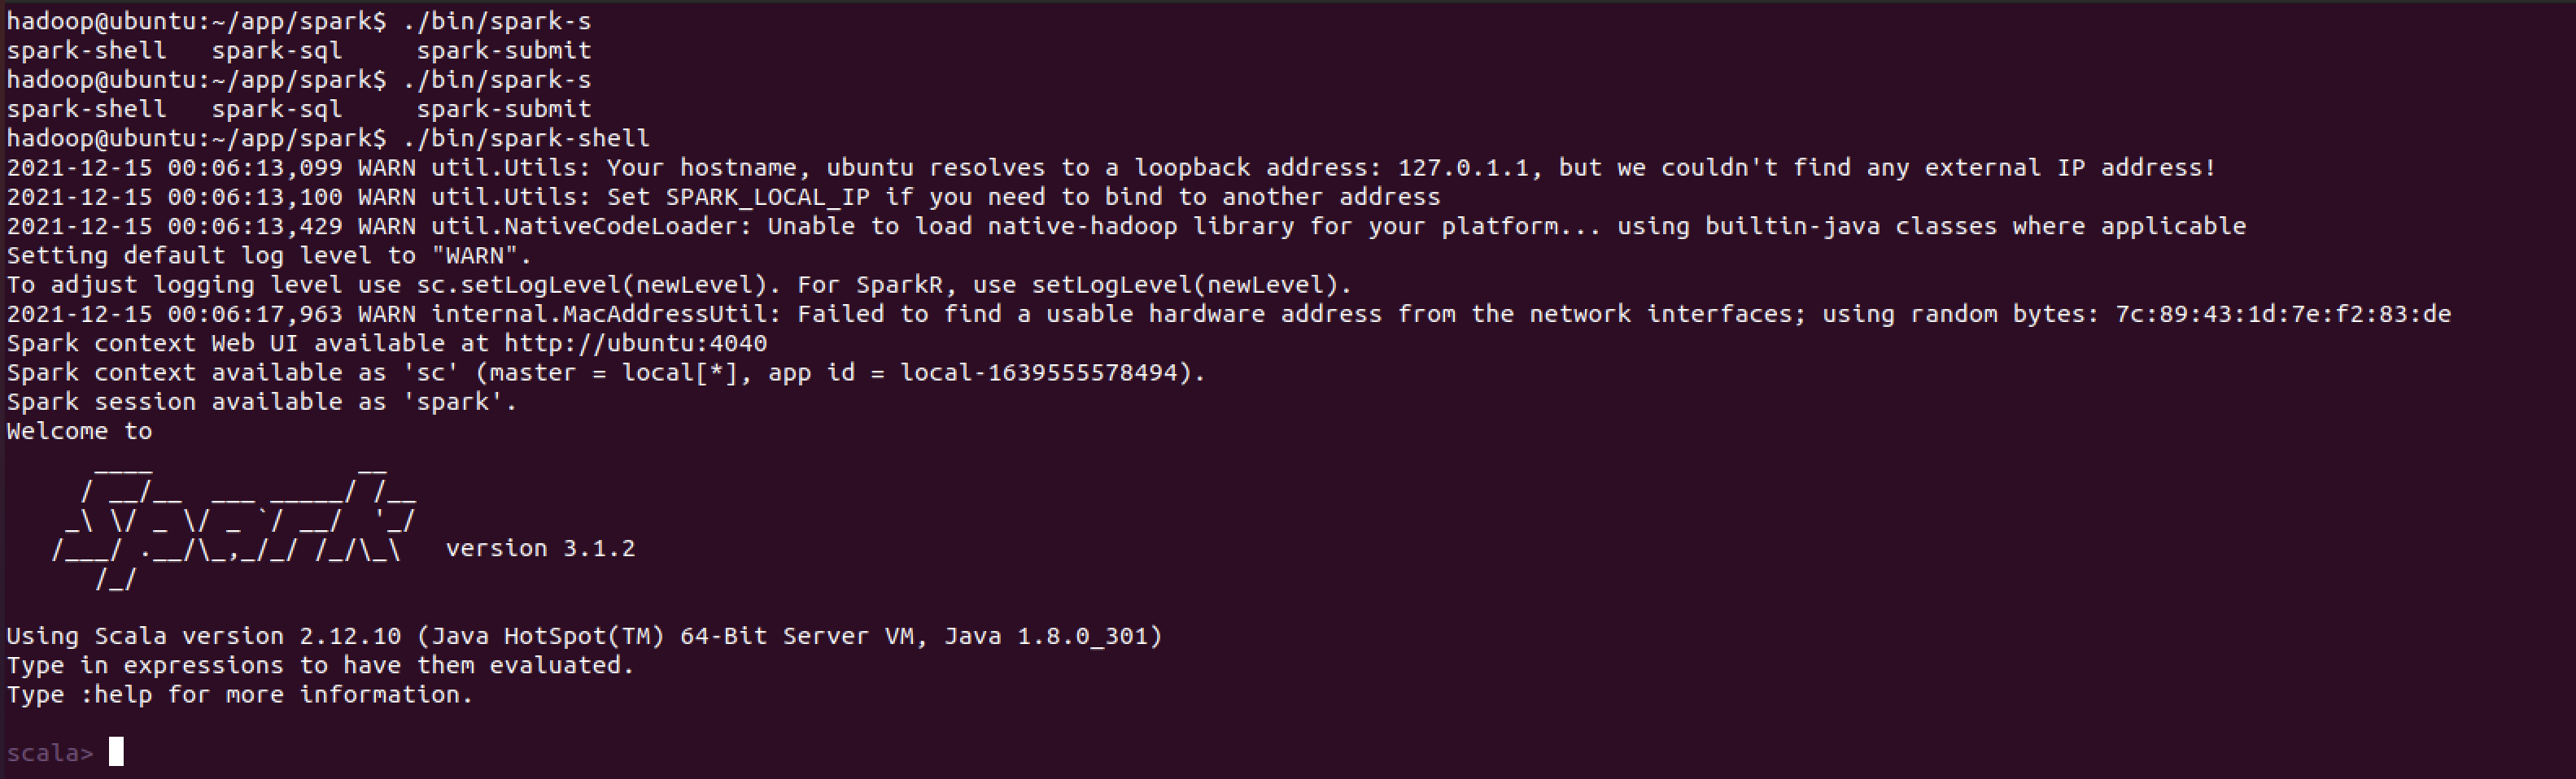 hadoop@ubuntu:~/app/spark$ ./bin/spark-s
spark-shell   spark-sql     spark-submit
hadoop@ubuntu:~/app/spark$ ./bin/spark-s
spark-shell   spark-sql     spark-submit
hadoop@ubuntu:~/app/spark$ ./bin/spark-shell
2021-12-15 00:06:13,099 WARN util.Utils: Your hostname, ubuntu resolves to a loopback address: 127.0.1.1, but we couldn't find any external IP address!
2021-12-15 00:06:13,100 WARN util.Utils: Set SPARK_LOCAL_IP if you need to bind to another address
2021-12-15 00:06:13,429 WARN util.NativeCodeLoader: Unable to load native-hadoop library for your platform... using builtin-java classes where applicable
Setting default log level to "WARN".
To adjust logging level use sc.setLogLevel(newLevel). For SparkR, use setLogLevel(newLevel).
2021-12-15 00:06:17,963 WARN internal.MacAddressUtil: Failed to find a usable hardware address from the network interfaces; using random bytes: 7c:89:43:1d:7e:f2:83:de
Spark context Web UI available at http://ubuntu:4040
Spark context available as 'sc' (master = local[*], app id = local-1639555578494).
Spark session available as 'spark'.
Welcome to
      ____              __
     / __/__  ___ _____/ /__
    _\ \/ _ \/ _ `/ __/  '_/
   /___/ .__/\_,_/_/ /_/\_\   version 3.1.2
      /_/

Using Scala version 2.12.10 (Java HotSpot(TM) 64-Bit Server VM, Java 1.8.0_301)
Type in expressions to have them evaluated.
Type :help for more information.

scala>